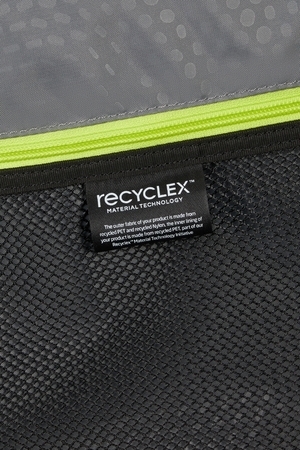 RECYCLEX™
MATERIAL TECHNOLOGY
The outer fabric of your product is made from
recycled PET and recycled Nylon, the inner lining of
your product is made from recycled PET, part of our
Recyclex™ Material Technology Initiative